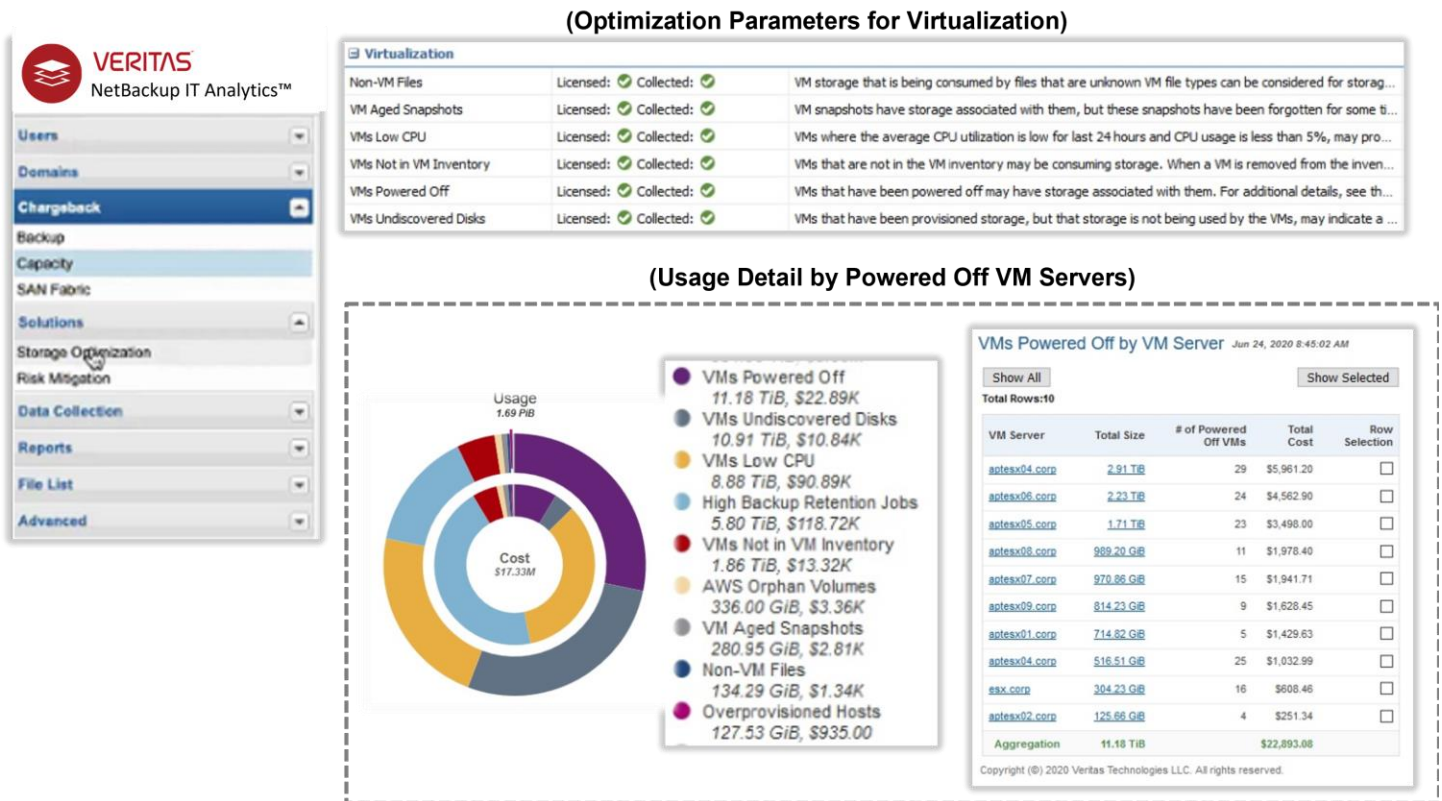 (Optimization Parameters for Virtualization)
VERITAS
NetBackup IT Analytics™
Users
Domains
Chargeback
Backup
Capacity
SAN Fabric
Solutions
Storage Optimization
Risk Mitigation
Data Collection
Reports
File List
Advanced
Virtualization
Non-VM Files Licensed: Collected: VM storage that is being consumed by files that are unknown VM file types can be considered for storag...
VM Aged Snapshots Licensed: Collected: VM snapshots have storage associated with them, but these snapshots have been forgotten for some ti...
VMs Low CPU Licensed: Collected: VMs where the average CPU utilization is low for last 24 hours and CPU usage is less than 5%, may pro...
VMs Not in VM Inventory Licensed: Collected: VMs that are not in the VM inventory may be consuming storage. When a VM is removed from the inven...
VMs Powered Off Licensed: Collected: VMs that have been powered off may have storage associated with them. For additional details, see th...
VMs Undiscovered Disks Licensed: Collected: VMs that have been provisioned storage, but that storage is not being used by the VMs, may indicate a ...
(Usage Detail by Powered Off VM Servers)
Usage
1.69 PiB
Cost
$17.33M
VMs Powered Off
11.18 TiB, $22.89K
VMs Undiscovered Disks
10.91 TiB, $10.84K
VMs Low CPU
8.88 TiB, $90.89K
High Backup Retention Jobs
5.80 TiB, $118.72K
VMs Not in VM Inventory
1.86 TiB, $13.32K
AWS Orphan Volumes
336.00 GiB, $3.36K
VM Aged Snapshots
280.95 GiB, $2.81K
Non-VM Files
134.29 GiB, $1.34K
Overprovisioned Hosts
127.53 GiB, $935.00
VMs Powered Off by VM Server Jun 24, 2020 8:45:02 AM
Show All Show Selected
Total Rows:10
VM Server Total Size # of Powered Off VMs Total Cost Row Selection
aptesx04.corp 2.91 TiB 29 $5,961.20
aptesx06.corp 2.23 TiB 24 $4,562.90
aptesx05.corp 1.71 TiB 23 $3,498.00
aptesx08.corp 989.20 GiB 11 $1,978.40
aptesx07.corp 970.86 GiB 15 $1,941.71
aptesx09.corp 814.23 GiB 9 $1,628.45
aptesx01.corp 714.82 GiB 5 $1,429.63
aptesx04.corp 516.51 GiB 25 $1,032.99
esx.corp 304.23 GiB 16 $608.46
aptesx02.corp 125.66 GiB 4 $251.34
Aggregation 11.18 TiB $22,893.08
Copyright (©) 2020 Veritas Technologies LLC. All rights reserved.